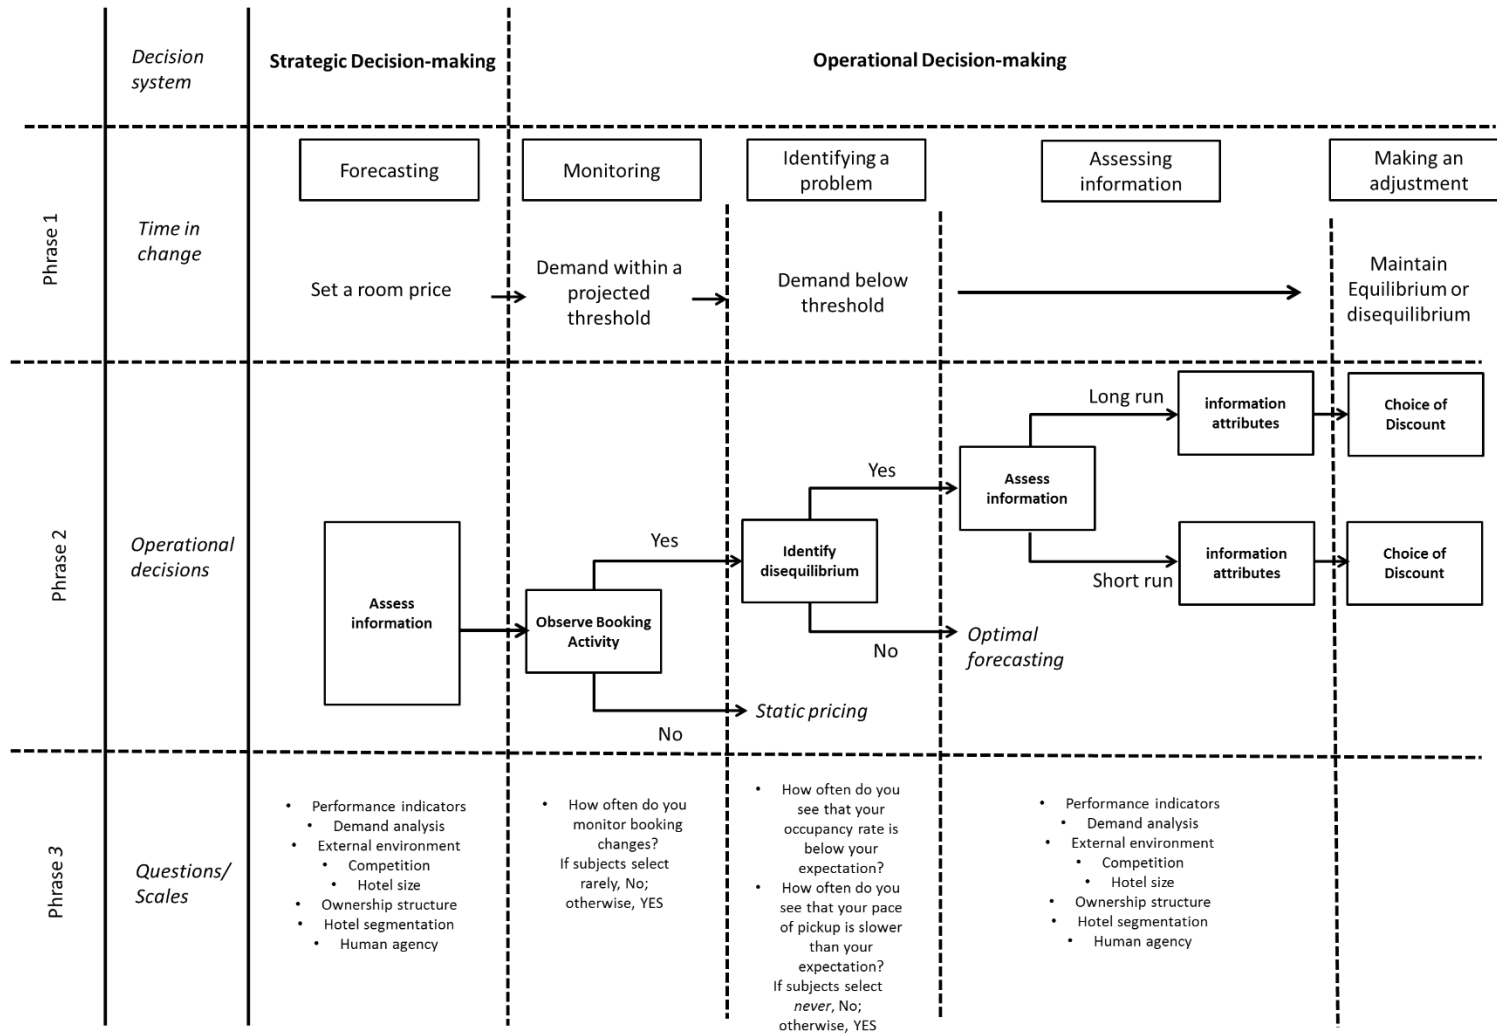 Decision
system
Strategic Decision-making
Operational Decision-making
Phrase 1
Time in
change
Forecasting
Monitoring
Identifying a
problem
Assessing
information
Making an
adjustment
Set a room price
Demand within a
projected
threshold
Demand below
threshold
Maintain
Equilibrium or
disequilibrium
Phrase 2
Operational
decisions
Assess
information
Observe Booking
Activity
Yes
No
Static pricing
Identify
disequilibrium
Yes
No
Optimal
forecasting
Assess
information
Long run
Short run
information
attributes
Choice of
Discount
information
attributes
Choice of
Discount
Phrase 3
Questions/
Scales
• Performance indicators
• Demand analysis
• External environment
• Competition
• Hotel size
• Ownership structure
• Hotel segmentation
• Human agency
• How often do you
monitor booking
changes?
If subjects select
rarely, No;
otherwise, YES
• How often do you
see that your
occupancy rate is
below your
expectation?
• How often do you
see that your pace
of pickup is slower
than your
expectation?
If subjects select
never, No;
otherwise, YES
• Performance indicators
• Demand analysis
• External environment
• Competition
• Hotel size
• Ownership structure
• Hotel segmentation
• Human agency